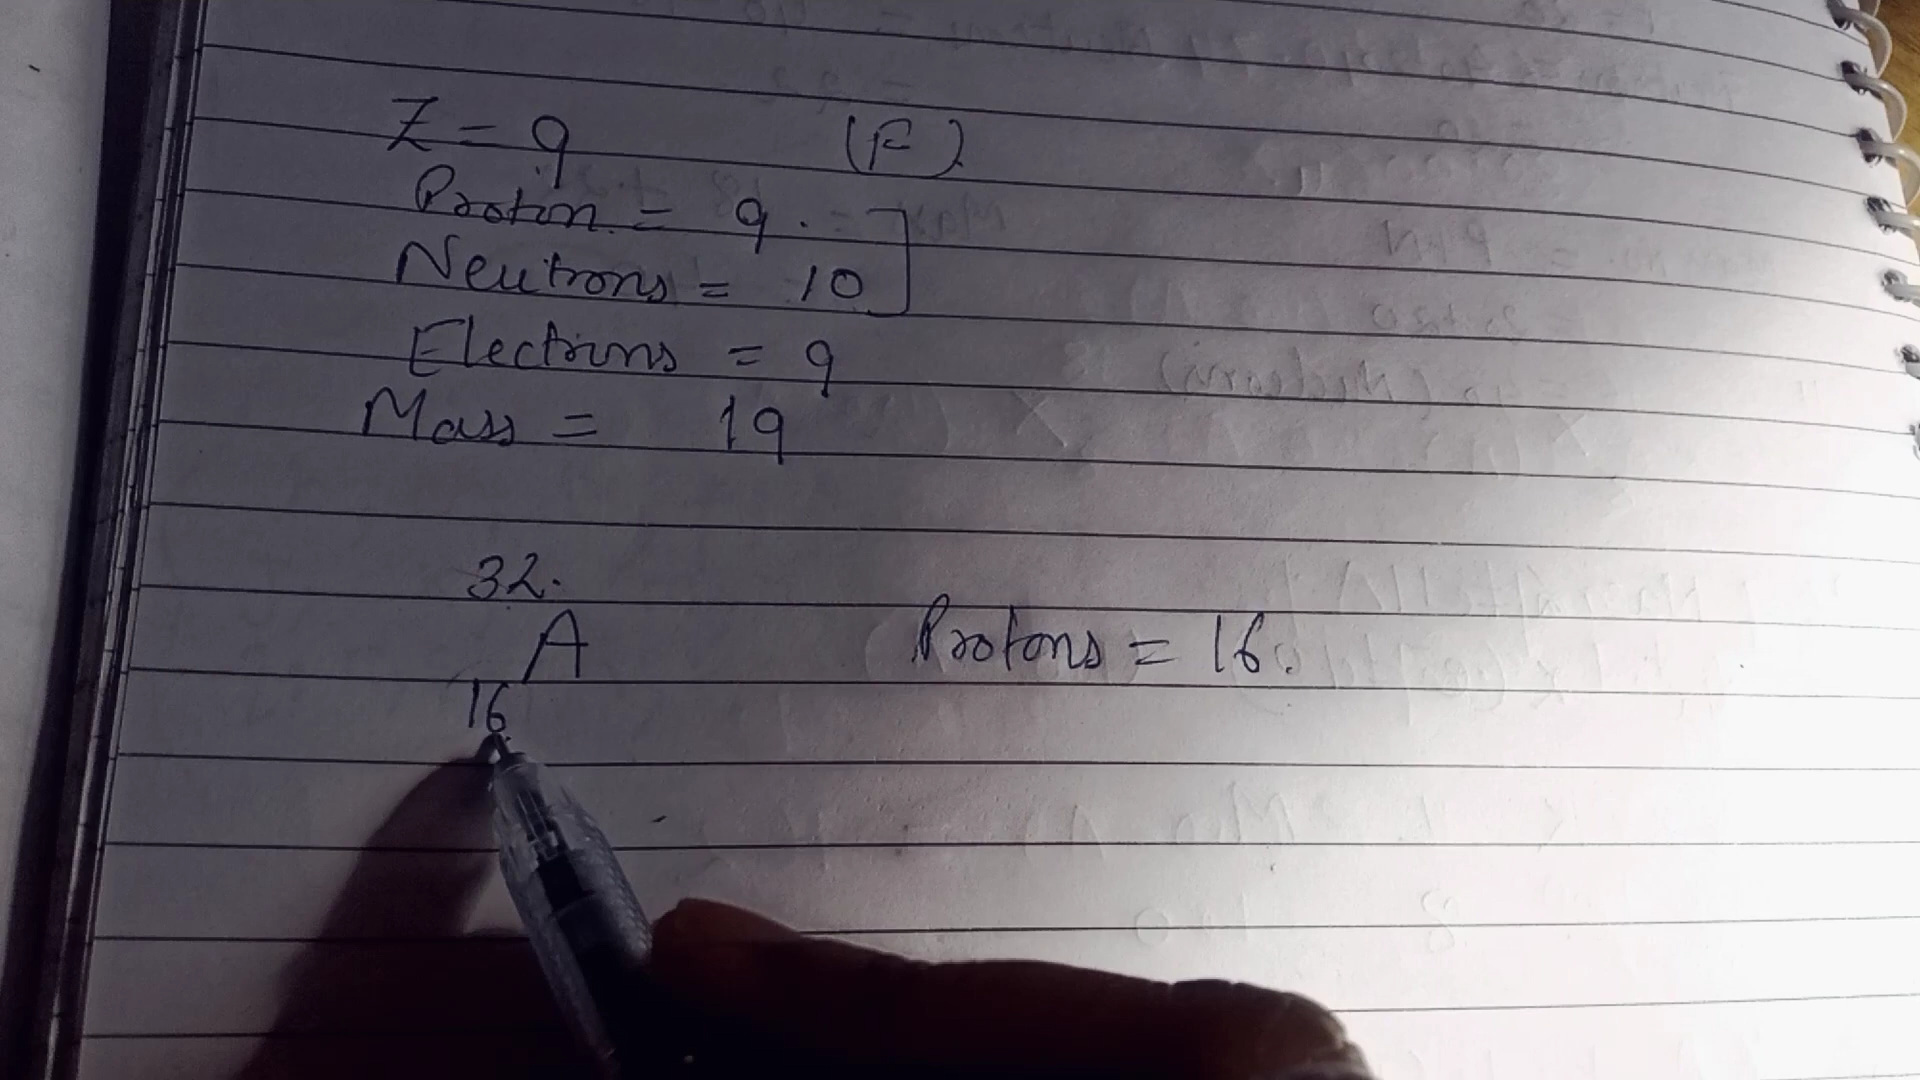 Z = 9 (F)
Proton = 9.
Neutrons = 10
Electrons = 9
Mass = 19
32.
A Protons = 16.
16